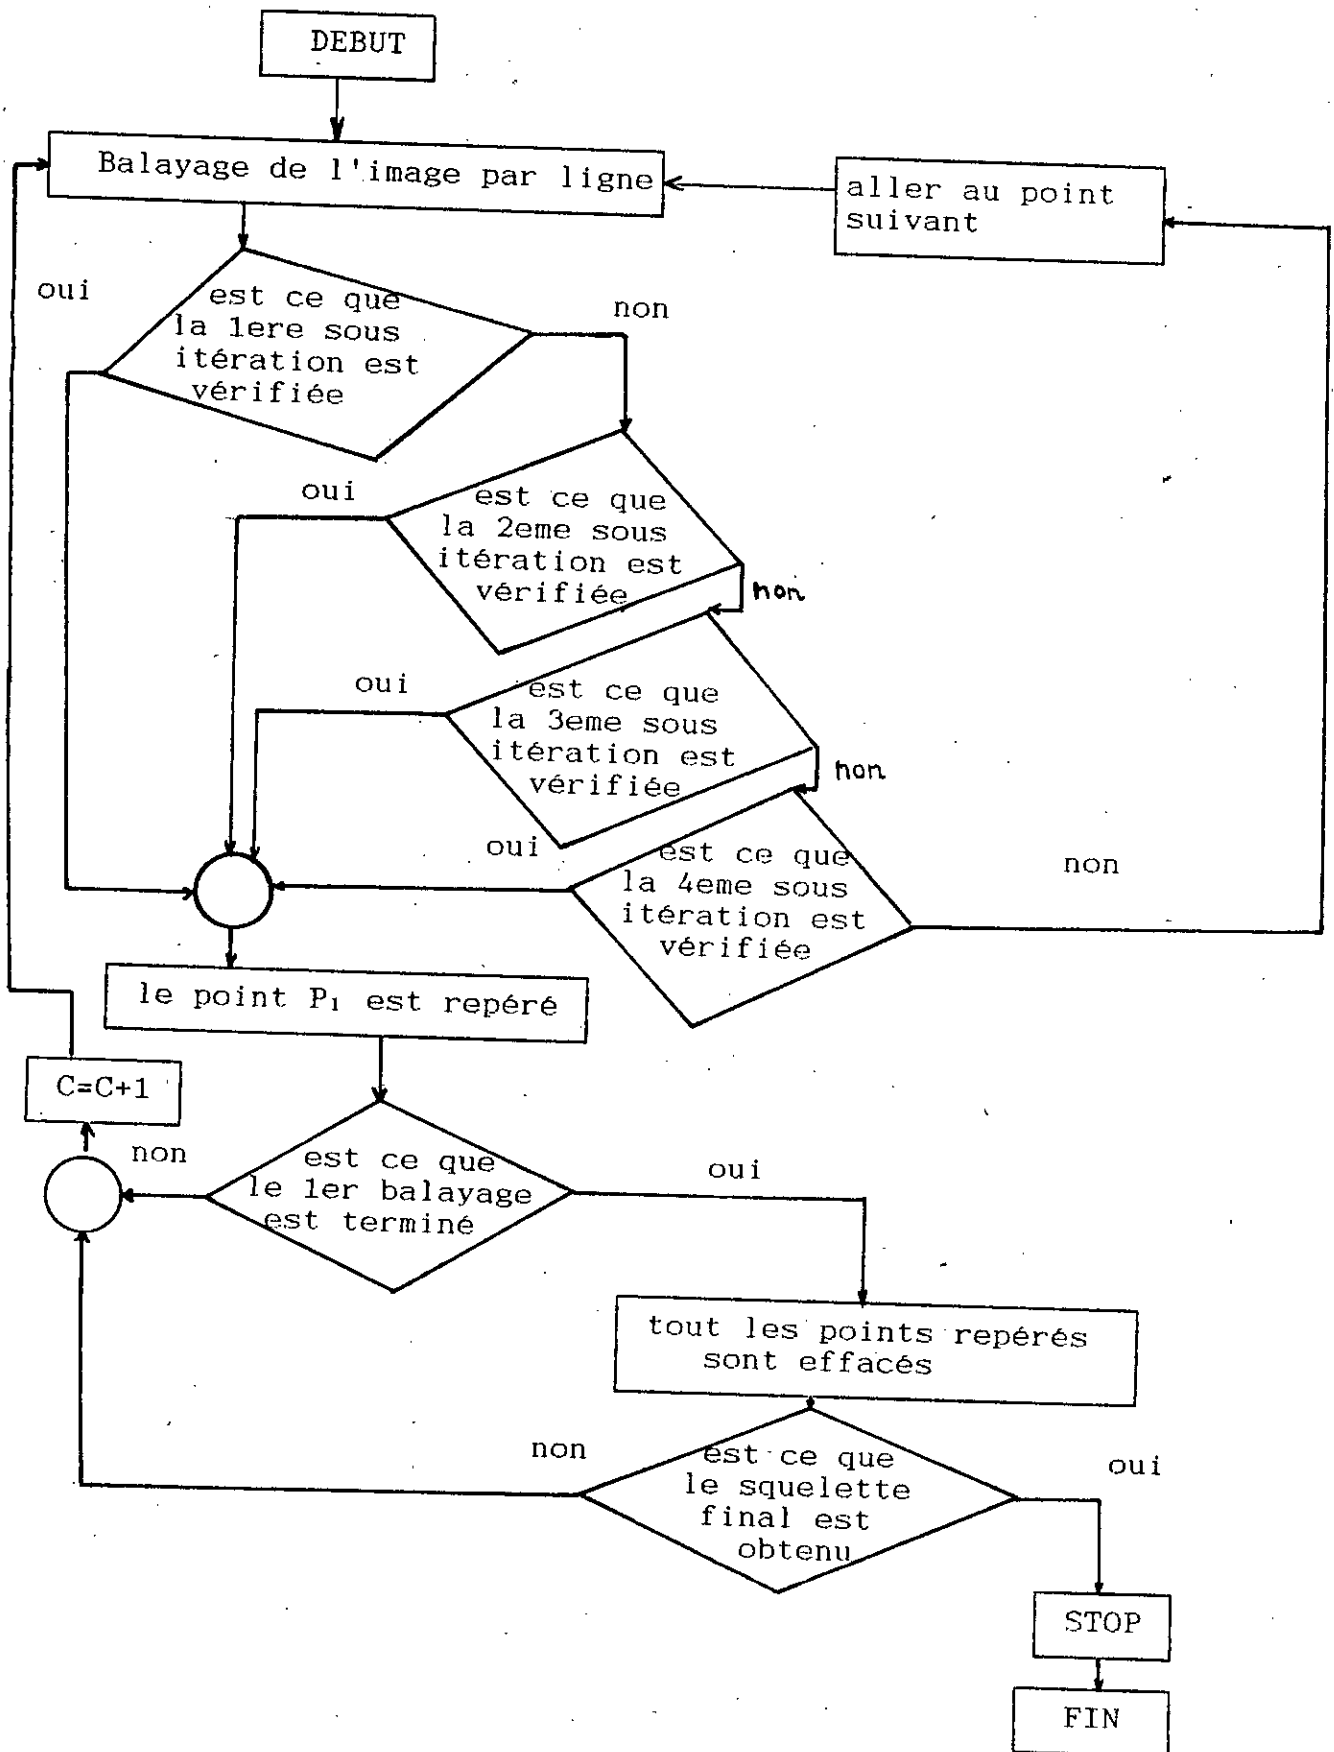 DEBUT
Balayage de l'image par ligne
aller au point
suivant
oui
est ce que
la 1ere sous
itération est
vérifiée
non
oui
est ce que
la 2eme sous
itération est
vérifiée
non
oui
est ce que
la 3eme sous
itération est
vérifiée
non
oui
est ce que
la 4eme sous
itération est
vérifiée
non
le point P₁ est repéré
C=C+1
non
est ce que
le 1er balayage
est terminé
oui
tout les points repérés
sont effacés
non
est ce que
le squelette
final est
obtenu
oui
STOP
FIN